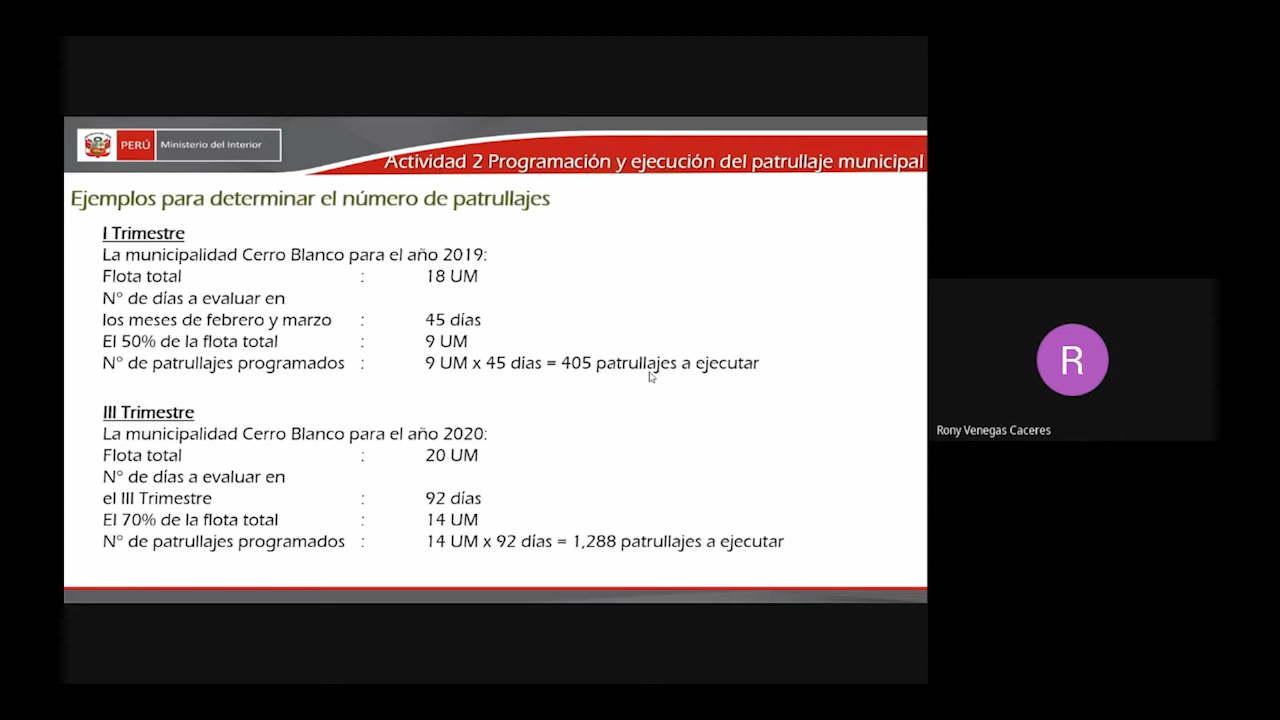 PERÚ Ministerio del Interior
Actividad 2 Programación y ejecución del patrullaje municipal
Ejemplos para determinar el número de patrullajes
I Trimestre
La municipalidad Cerro Blanco para el año 2019:
Flota total : 18 UM
N° de días a evaluar en
los meses de febrero y marzo : 45 días
El 50% de la flota total : 9 UM
N° de patrullajes programados : 9 UM x 45 días = 405 patrullajes a ejecutar
III Trimestre
La municipalidad Cerro Blanco para el año 2020:
Flota total : 20 UM
N° de días a evaluar en
el III Trimestre : 92 días
El 70% de la flota total : 14 UM
N° de patrullajes programados : 14 UM x 92 días = 1,288 patrullajes a ejecutar
R
Rony Venegas Caceres